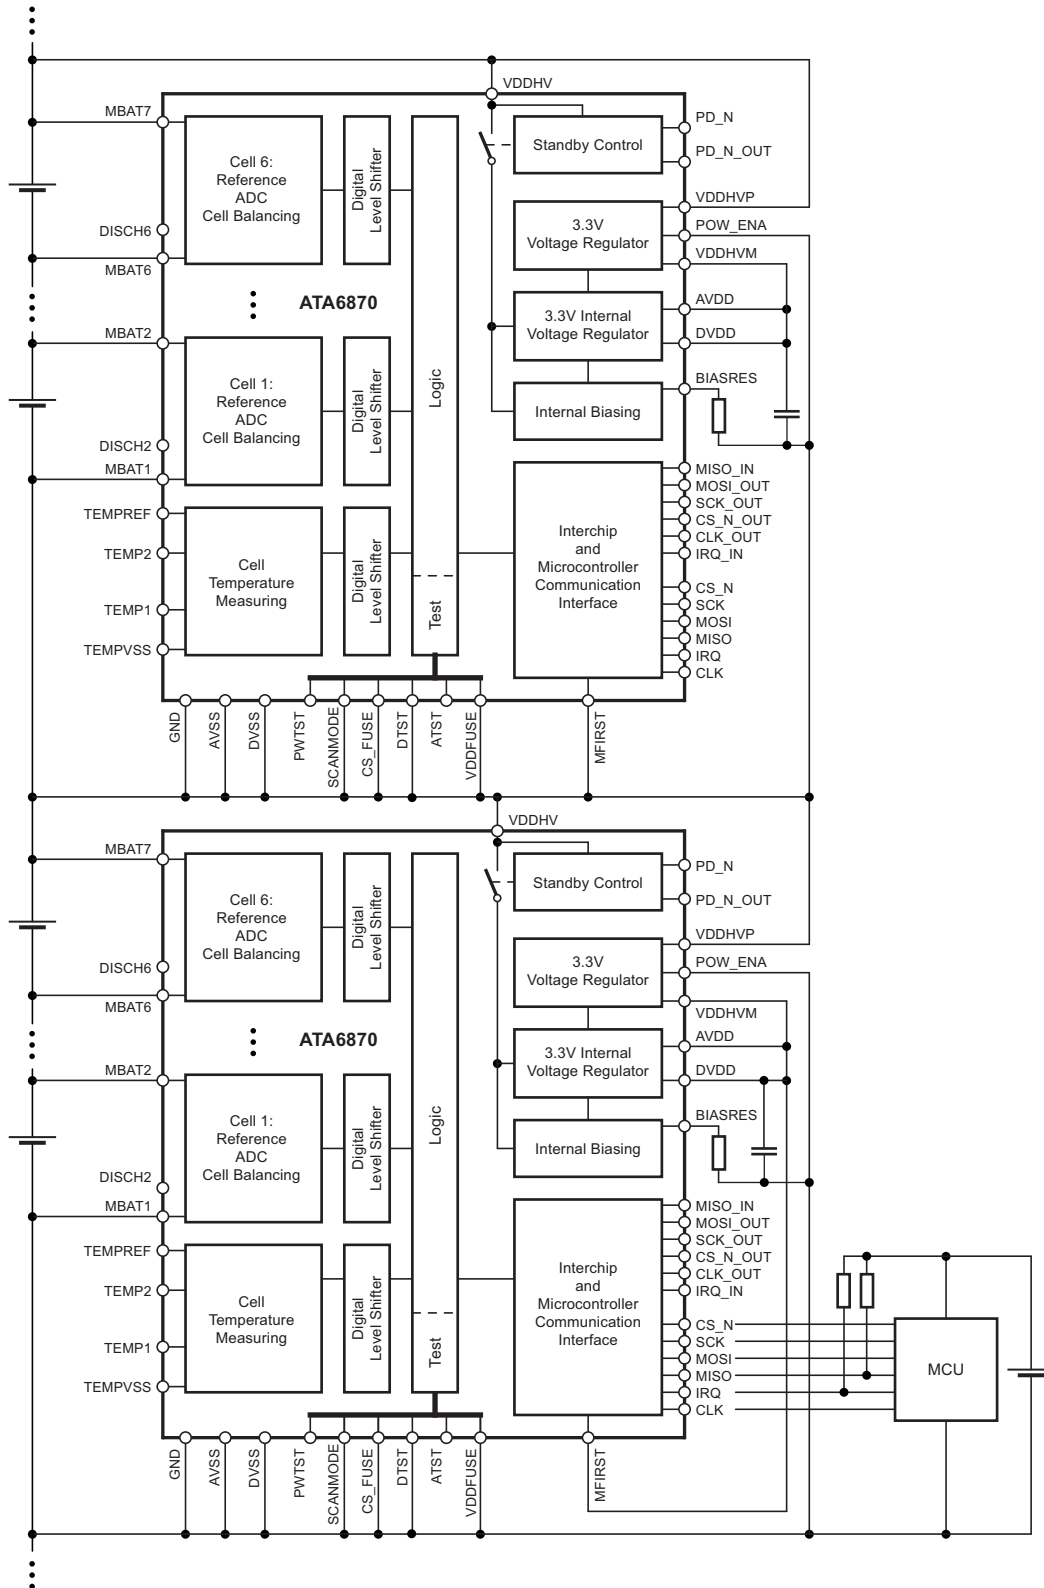 VDDHV
MBAT7
Cell 6:
Reference
ADC
Cell Balancing
Digital
Level Shifter
Standby Control
PD_N
PD_N_OUT
DISCH6
MBAT6
3.3V
Voltage Regulator
VDDHVP
POW_ENA
VDDHVM
ATA6870
3.3V Internal
Voltage Regulator
AVDD
DVDD
MBAT2
Cell 1:
Reference
ADC
Cell Balancing
Digital
Level Shifter
Logic
Internal Biasing
BIASRES
DISCH2
MBAT1
TEMPREF
TEMP2
TEMP1
TEMPVSS
Cell
Temperature
Measuring
Digital
Level Shifter
Test
Interchip
and
Microcontroller
Communication
Interface
MISO_IN
MOSI_OUT
SCK_OUT
CS_N_OUT
CLK_OUT
IRQ_IN
CS_N
SCK
MOSI
MISO
IRQ
CLK
GND
AVSS
DVSS
PWTST
SCANMODE
CS_FUSE
DTST
ATST
VDDFUSE
MFIRST
VDDHV
MBAT7
Cell 6:
Reference
ADC
Cell Balancing
Digital
Level Shifter
Standby Control
PD_N
PD_N_OUT
DISCH6
MBAT6
3.3V
Voltage Regulator
VDDHVP
POW_ENA
VDDHVM
ATA6870
3.3V Internal
Voltage Regulator
AVDD
DVDD
MBAT2
Cell 1:
Reference
ADC
Cell Balancing
Digital
Level Shifter
Logic
Internal Biasing
BIASRES
DISCH2
MBAT1
TEMPREF
TEMP2
TEMP1
TEMPVSS
Cell
Temperature
Measuring
Digital
Level Shifter
Test
Interchip
and
Microcontroller
Communication
Interface
MISO_IN
MOSI_OUT
SCK_OUT
CS_N_OUT
CLK_OUT
IRQ_IN
CS_N
SCK
MOSI
MISO
IRQ
CLK
MCU
GND
AVSS
DVSS
PWTST
SCANMODE
CS_FUSE
DTST
ATST
VDDFUSE
MFIRST